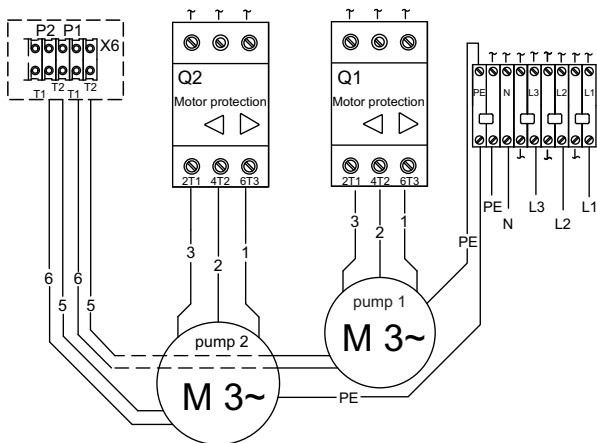 P2 P1
X6
T1 T2 T1 T2
Q2
Motor protection
2T1 4T2 6T3
Q1
Motor protection
2T1 4T2 6T3
PE N L3 L2 L1
PE L3 L1
N L2
3 2 1
3 2 1
PE
6 5 6 5
pump 1
M 3~
pump 2
M 3~
PE